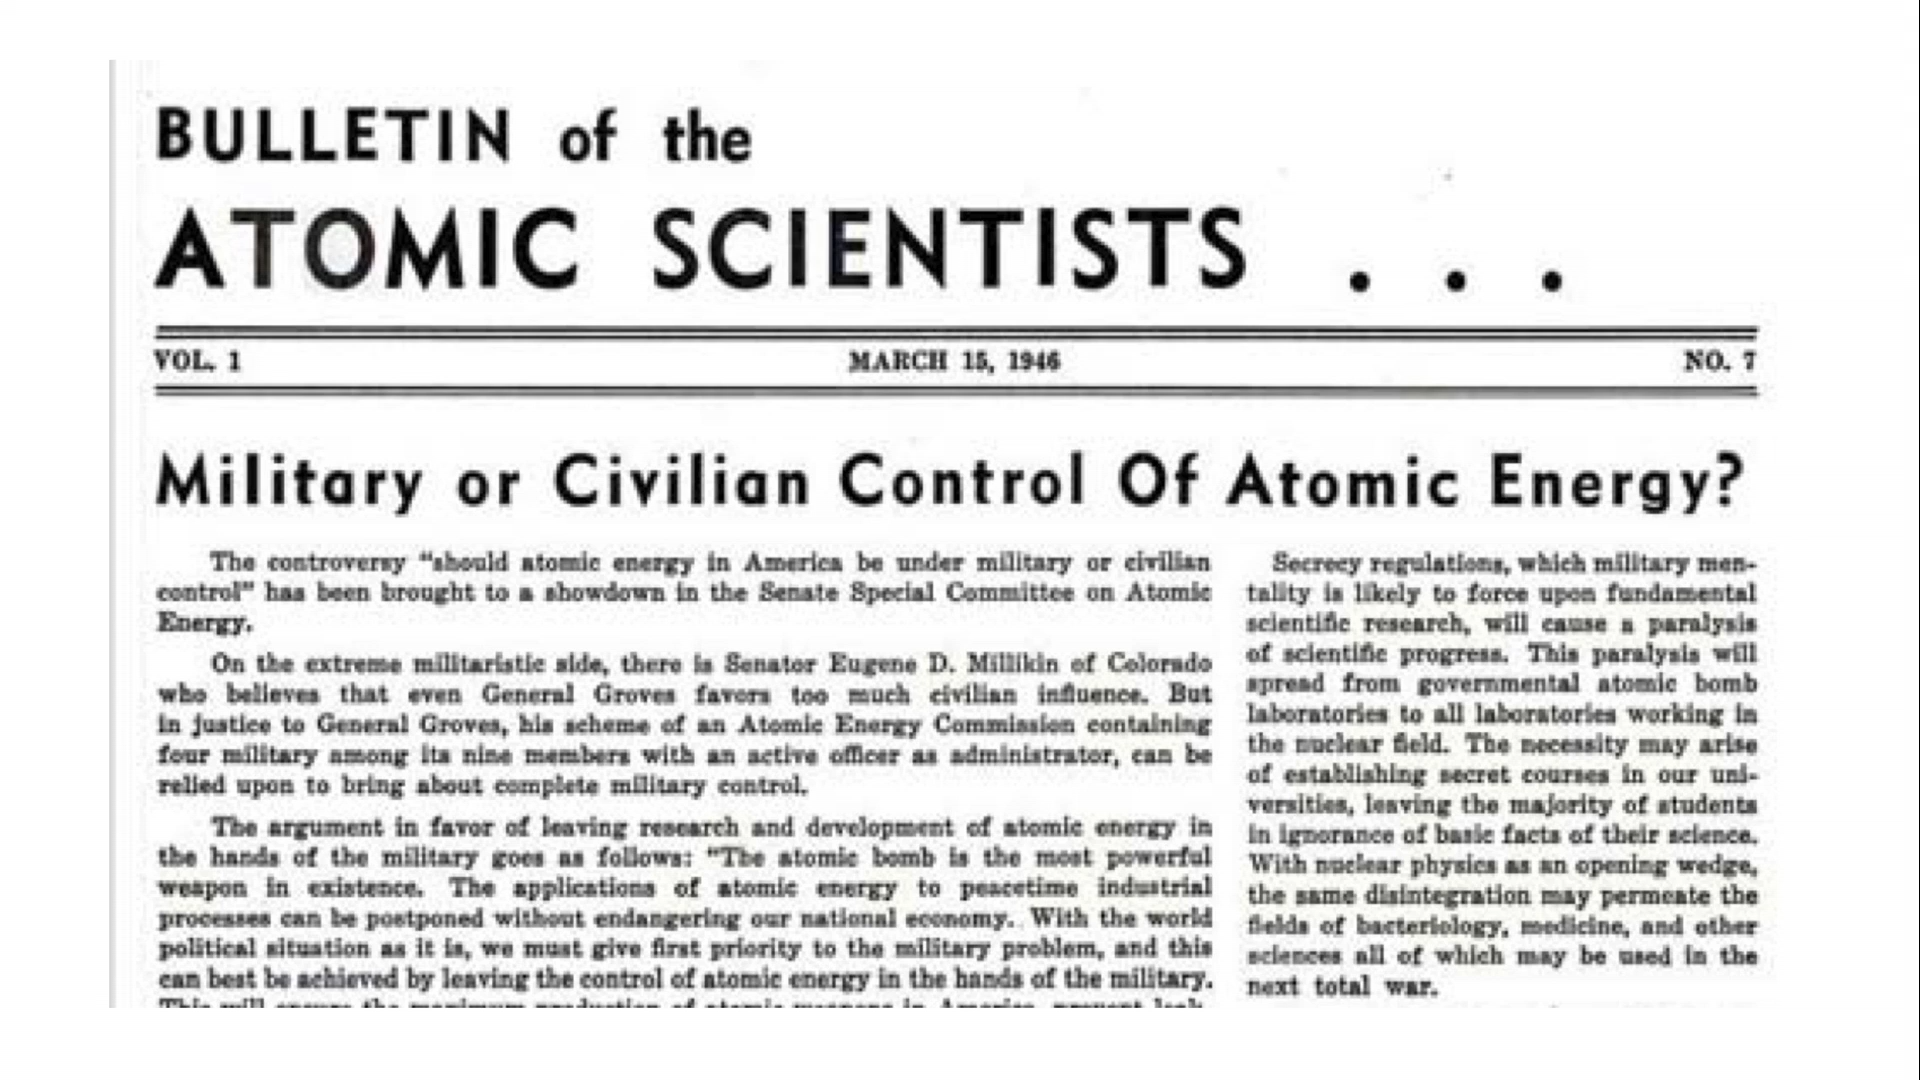 BULLETIN of the
ATOMIC SCIENTISTS . . .
VOL. 1 MARCH 15, 1946 NO. 7
Military or Civilian Control Of Atomic Energy?
The controversy "should atomic energy in America be under military or civilian
control" has been brought to a showdown in the Senate Special Committee on Atomic
Energy.
On the extreme militaristic side, there is Senator Eugene D. Millikin of Colorado
who believes that even General Groves favors too much civilian influence. But
in justice to General Groves, his scheme of an Atomic Energy Commission containing
four military among its nine members with an active officer as administrator, can be
relied upon to bring about complete military control.
The argument in favor of leaving research and development of atomic energy in
the hands of the military goes as follows: "The atomic bomb is the most powerful
weapon in existence. The applications of atomic energy to peacetime industrial
processes can be postponed without endangering our national economy. With the world
political situation as it is, we must give first priority to the military problem, and this
can best be achieved by leaving the control of atomic energy in the hands of the military.
This will ensure the maximum production of atomic weapons in America, prevent leak-
Secrecy regulations, which military men-
tality is likely to force upon fundamental
scientific research, will cause a paralysis
of scientific progress. This paralysis will
spread from governmental atomic bomb
laboratories to all laboratories working in
the nuclear field. The necessity may arise
of establishing secret courses in our uni-
versities, leaving the majority of students
in ignorance of basic facts of their science.
With nuclear physics as an opening wedge,
the same disintegration may permeate the
fields of bacteriology, medicine, and other
sciences all of which may be used in the
next total war.